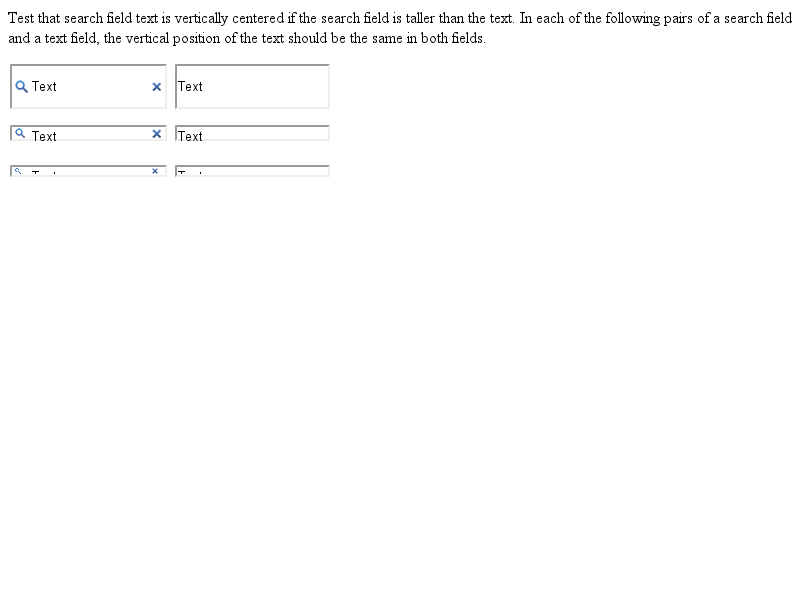 Test that search field text is vertically centered if the search field is taller than the text. In each of the following pairs of a search field
and a text field, the vertical position of the text should be the same in both fields.
Text Text
Text Text